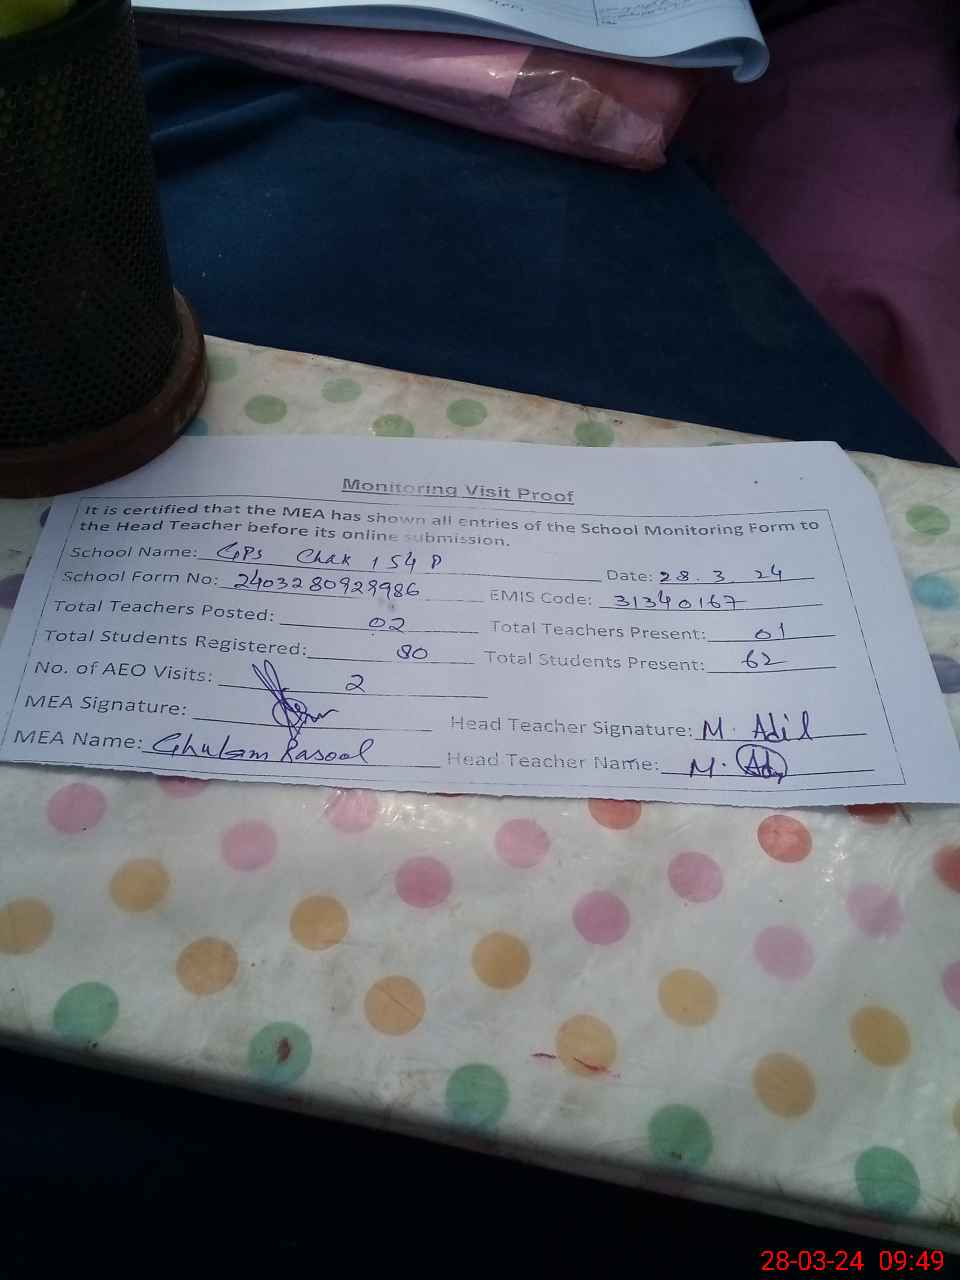 Monitoring Visit Proof
It is certified that the MEA has shown all entries of the School Monitoring Form to
the Head Teacher before its online submission.
School Name: GPS Chak 154 P Date: 28.3.24
School Form No: 2403280929986 EMIS Code: 31340167
Total Teachers Posted: 02 Total Teachers Present: 01
Total Students Registered: 80 Total Students Present: 62
No. of AEO Visits: 2
MEA Signature: Head Teacher Signature: M. Adil
MEA Name: Ghulam Rasool Head Teacher Name: M.
28-03-24 09:49